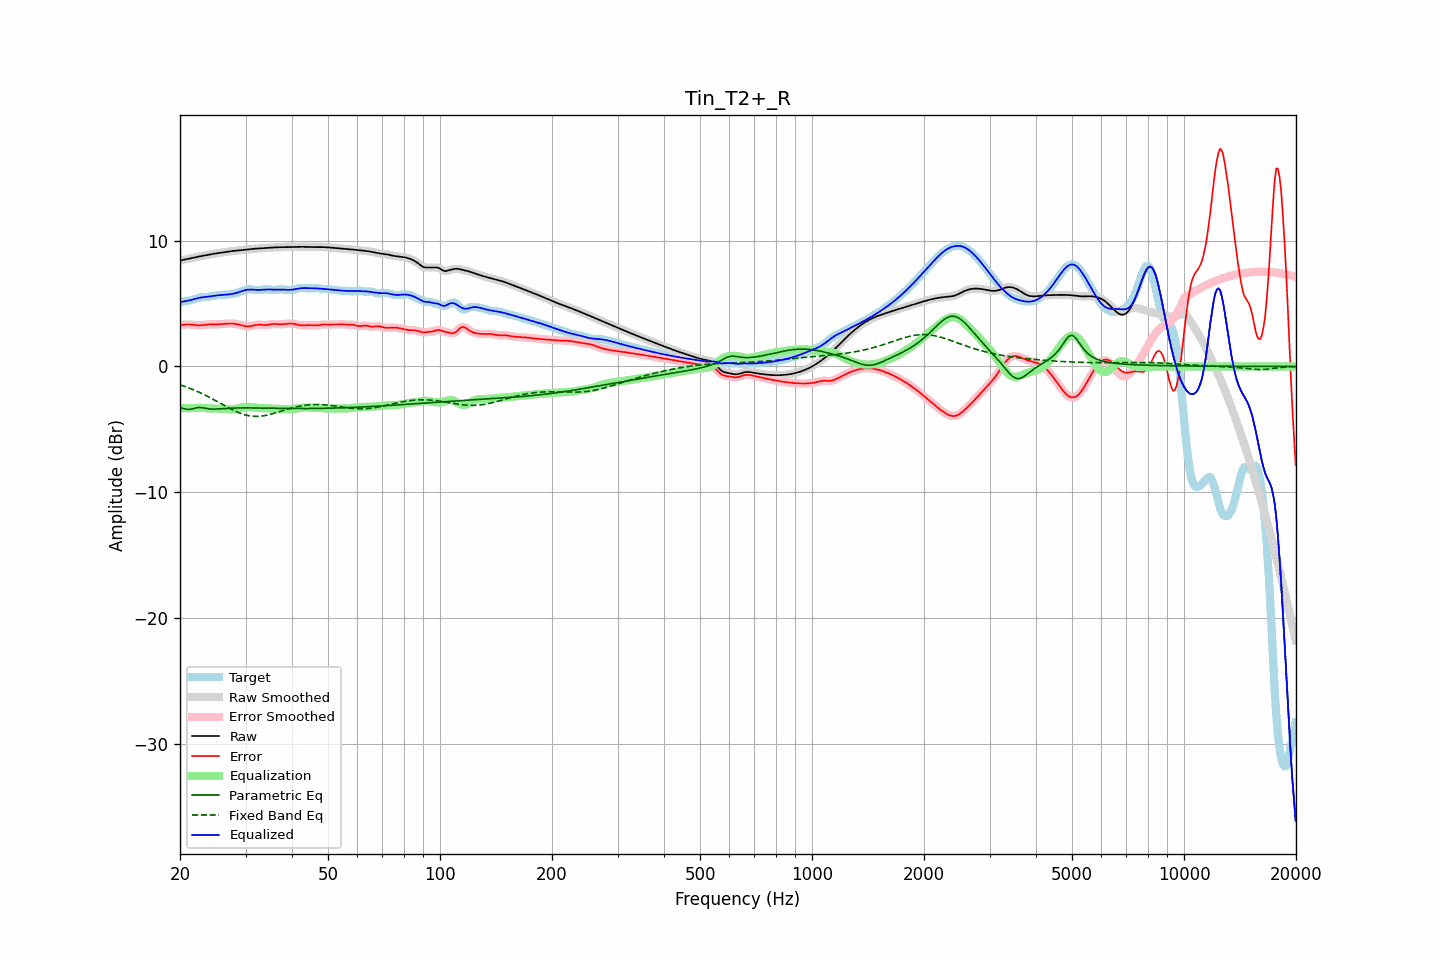 Tin_T2+_R
Amplitude (dBr)
10
0
−10
−20
−30
Target
Raw Smoothed
Error Smoothed
Raw
Error
Equalization
Parametric Eq
Fixed Band Eq
Equalized
20 50 100 200 500 1000 2000 5000 10000 20000
Frequency (Hz)